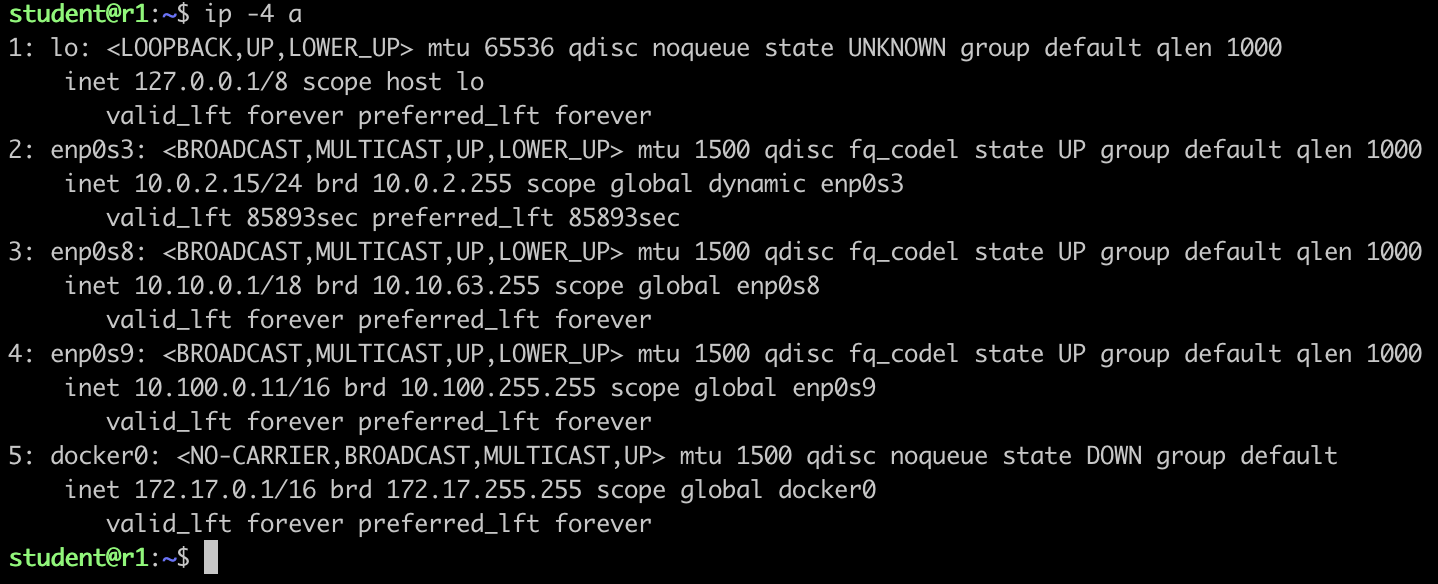 student@r1:~$ ip -4 a
1: lo: <LOOPBACK,UP,LOWER_UP> mtu 65536 qdisc noqueue state UNKNOWN group default qlen 1000
    inet 127.0.0.1/8 scope host lo
       valid_lft forever preferred_lft forever
2: enp0s3: <BROADCAST,MULTICAST,UP,LOWER_UP> mtu 1500 qdisc fq_codel state UP group default qlen 1000
    inet 10.0.2.15/24 brd 10.0.2.255 scope global dynamic enp0s3
       valid_lft 85893sec preferred_lft 85893sec
3: enp0s8: <BROADCAST,MULTICAST,UP,LOWER_UP> mtu 1500 qdisc fq_codel state UP group default qlen 1000
    inet 10.10.0.1/18 brd 10.10.63.255 scope global enp0s8
       valid_lft forever preferred_lft forever
4: enp0s9: <BROADCAST,MULTICAST,UP,LOWER_UP> mtu 1500 qdisc fq_codel state UP group default qlen 1000
    inet 10.100.0.11/16 brd 10.100.255.255 scope global enp0s9
       valid_lft forever preferred_lft forever
5: docker0: <NO-CARRIER,BROADCAST,MULTICAST,UP> mtu 1500 qdisc noqueue state DOWN group default
    inet 172.17.0.1/16 brd 172.17.255.255 scope global docker0
       valid_lft forever preferred_lft forever
student@r1:~$